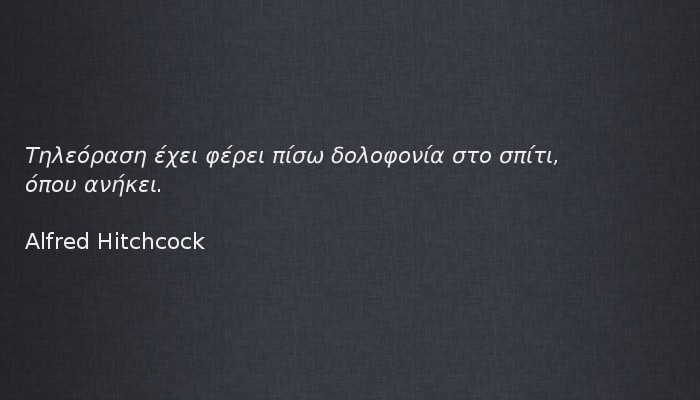 Τηλεόραση έχει φέρει πίσω δολοφονία στο σπίτι,
όπου ανήκει.
Alfred Hitchcock